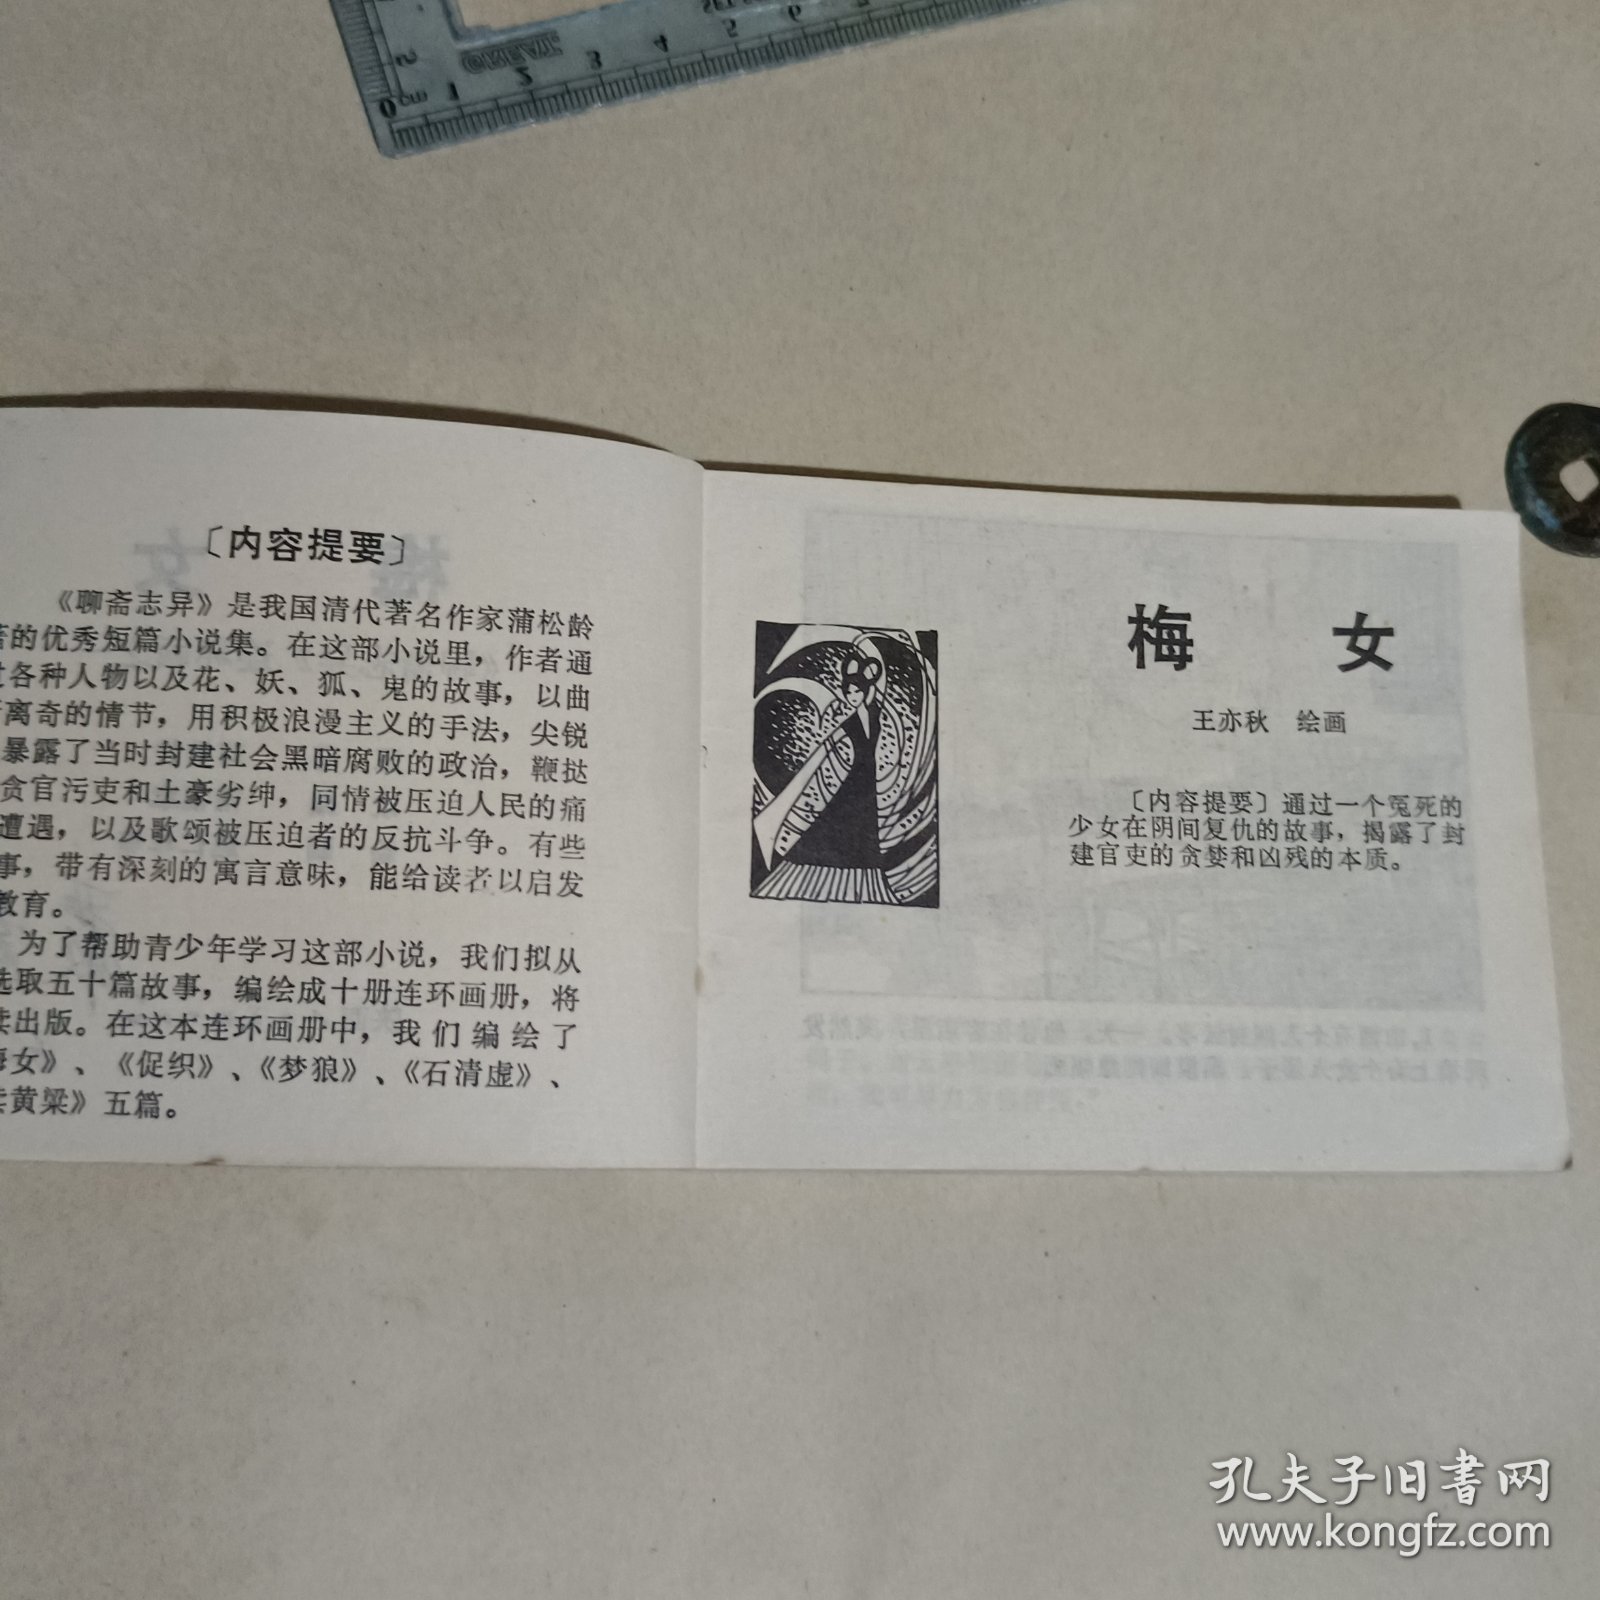 〔内容提要〕
《聊斋志异》是我国清代著名作家蒲松龄
著的优秀短篇小说集。在这部小说里，作者通
过各种人物以及花、妖、狐、鬼的故事，以曲
离奇的情节，用积极浪漫主义的手法，尖锐
暴露了当时封建社会黑暗腐败的政治，鞭挞
贪官污吏和土豪劣绅，同情被压迫人民的痛
遭遇，以及歌颂被压迫者的反抗斗争。有些
事，带有深刻的寓言意味，能给读者以启发
教育。
为了帮助青少年学习这部小说，我们拟从
选取五十篇故事，编绘成十册连环画册，将
续出版。在这本连环画册中，我们编绘了
梅女》、《促织》、《梦狼》、《石清虚》、
续黄粱》五篇。
梅 女
王亦秋 绘画
〔内容提要〕通过一个冤死的
少女在阴间复仇的故事，揭露了封
建官吏的贪婪和凶残的本质。
0 cm 1 2 3 4 5 6
孔夫子旧书网
www.kongfz.com